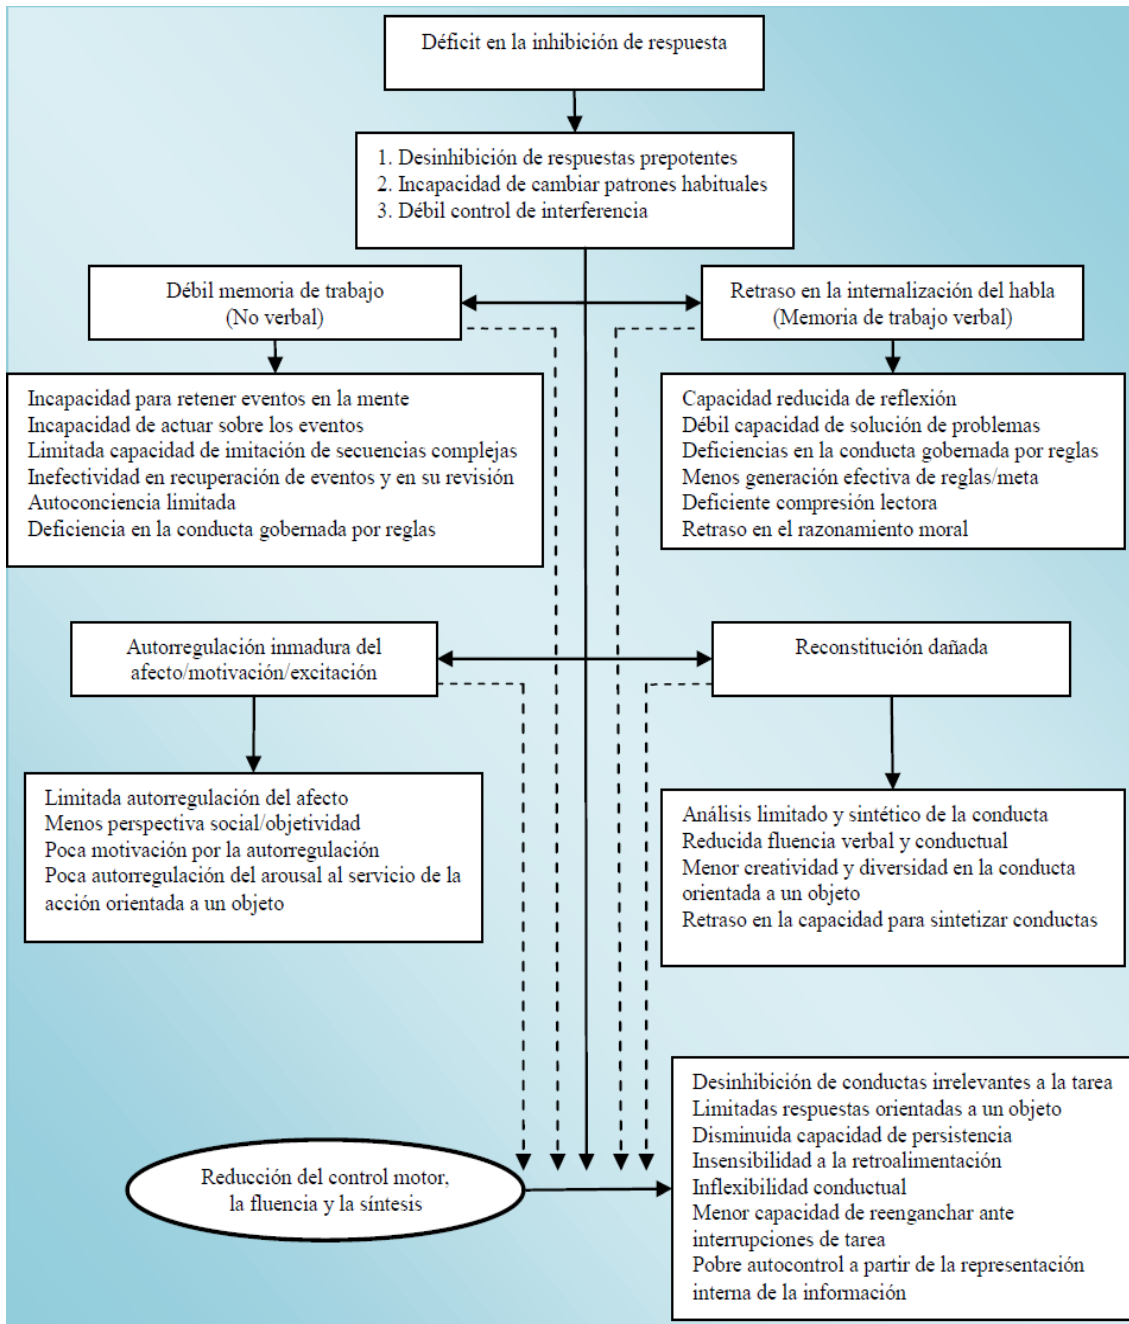 Déficit en la inhibición de respuesta
1. Desinhibición de respuestas prepotentes
2. Incapacidad de cambiar patrones habituales
3. Débil control de interferencia
Débil memoria de trabajo
(No verbal)
Retraso en la internalización del habla
(Memoria de trabajo verbal)
Incapacidad para retener eventos en la mente
Incapacidad de actuar sobre los eventos
Limitada capacidad de imitación de secuencias complejas
Inefectividad en recuperación de eventos y en su revisión
Autoconciencia limitada
Deficiencia en la conducta gobernada por reglas
Capacidad reducida de reflexión
Débil capacidad de solución de problemas
Deficiencias en la conducta gobernada por reglas
Menos generación efectiva de reglas/meta
Deficiente compresión lectora
Retraso en el razonamiento moral
Autorregulación inmadura del
afecto/motivación/excitación
Reconstitución dañada
Limitada autorregulación del afecto
Menos perspectiva social/objetividad
Poca motivación por la autorregulación
Poca autorregulación del arousal al servicio de la
acción orientada a un objeto
Análisis limitado y sintético de la conducta
Reducida fluencia verbal y conductual
Menor creatividad y diversidad en la conducta
orientada a un objeto
Retraso en la capacidad para sintetizar conductas
Reducción del control motor,
la fluencia y la síntesis
Desinhibición de conductas irrelevantes a la tarea
Limitadas respuestas orientadas a un objeto
Disminuida capacidad de persistencia
Insensibilidad a la retroalimentación
Inflexibilidad conductual
Menor capacidad de reenganchar ante
interrupciones de tarea
Pobre autocontrol a partir de la representación
interna de la información